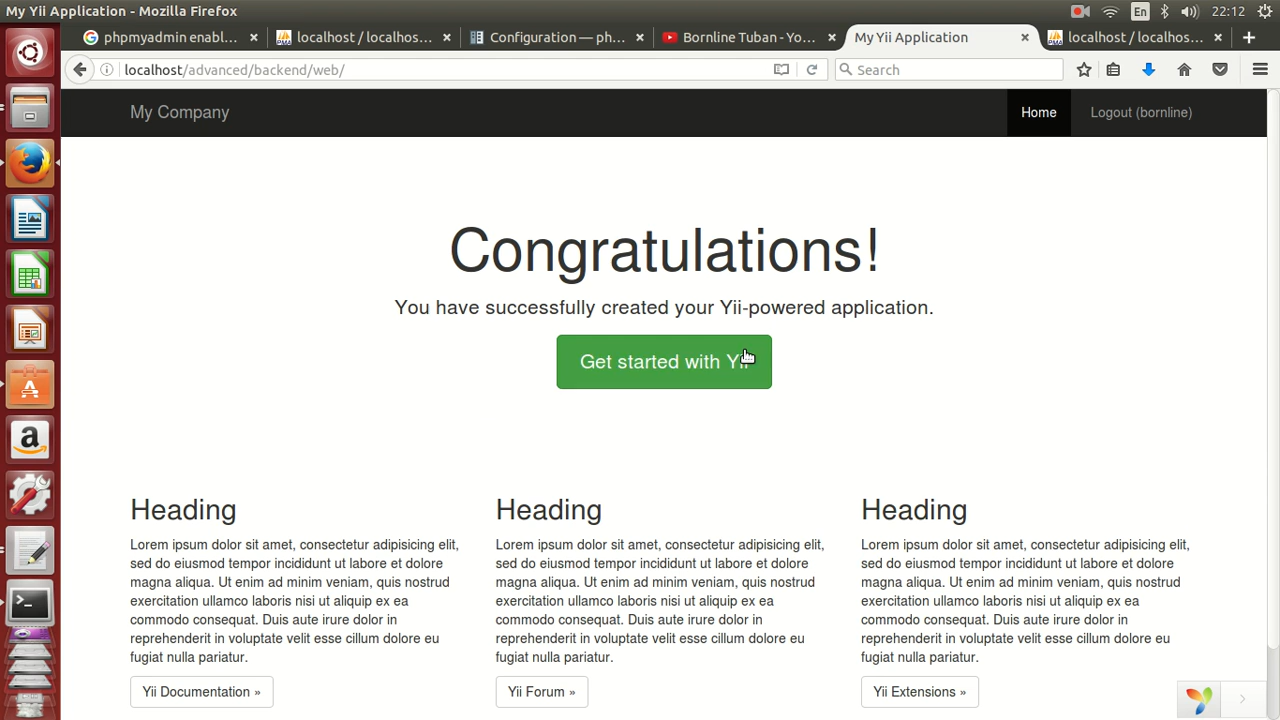 My Yii Application - Mozilla Firefox
En
22:12
phpmyadmin enabl...
localhost / localhos...
Configuration — ph...
Bornline Tuban - Yo...
My Yii Application
localhost / localhos...
localhost/advanced/backend/web/
Search
My Company
Home
Logout (bornline)
Congratulations!
You have successfully created your Yii-powered application.
Get started with Yii
Heading
Lorem ipsum dolor sit amet, consectetur adipisicing elit,
sed do eiusmod tempor incididunt ut labore et dolore
magna aliqua. Ut enim ad minim veniam, quis nostrud
exercitation ullamco laboris nisi ut aliquip ex ea
commodo consequat. Duis aute irure dolor in
reprehenderit in voluptate velit esse cillum dolore eu
fugiat nulla pariatur.
Yii Documentation »
Heading
Lorem ipsum dolor sit amet, consectetur adipisicing elit,
sed do eiusmod tempor incididunt ut labore et dolore
magna aliqua. Ut enim ad minim veniam, quis nostrud
exercitation ullamco laboris nisi ut aliquip ex ea
commodo consequat. Duis aute irure dolor in
reprehenderit in voluptate velit esse cillum dolore eu
fugiat nulla pariatur.
Yii Forum »
Heading
Lorem ipsum dolor sit amet, consectetur adipisicing elit,
sed do eiusmod tempor incididunt ut labore et dolore
magna aliqua. Ut enim ad minim veniam, quis nostrud
exercitation ullamco laboris nisi ut aliquip ex ea
commodo consequat. Duis aute irure dolor in
reprehenderit in voluptate velit esse cillum dolore eu
fugiat nulla pariatur.
Yii Extensions »